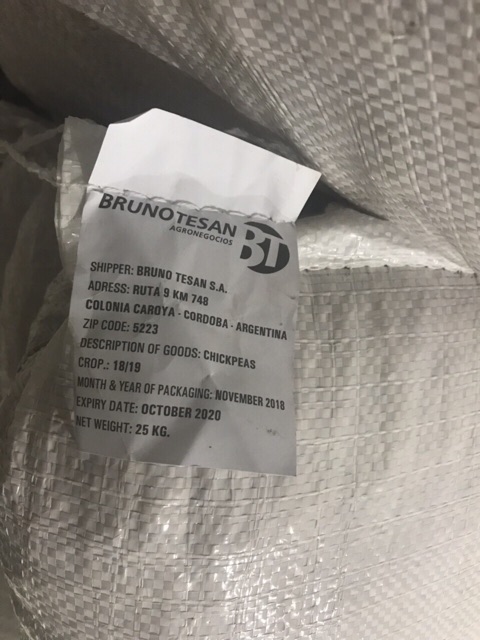 BRUNO TESAN
AGRONEGOCIOS
BT
SHIPPER: BRUNO TESAN S.A.
ADRESS: RUTA 9 KM 748
COLONIA CAROYA - CORDOBA - ARGENTINA
ZIP CODE: 5223
DESCRIPTION OF GOODS: CHICKPEAS
CROP.: 18/19
MONTH & YEAR OF PACKAGING: NOVEMBER 2018
EXPIRY DATE: OCTOBER 2020
NET WEIGHT: 25 KG.